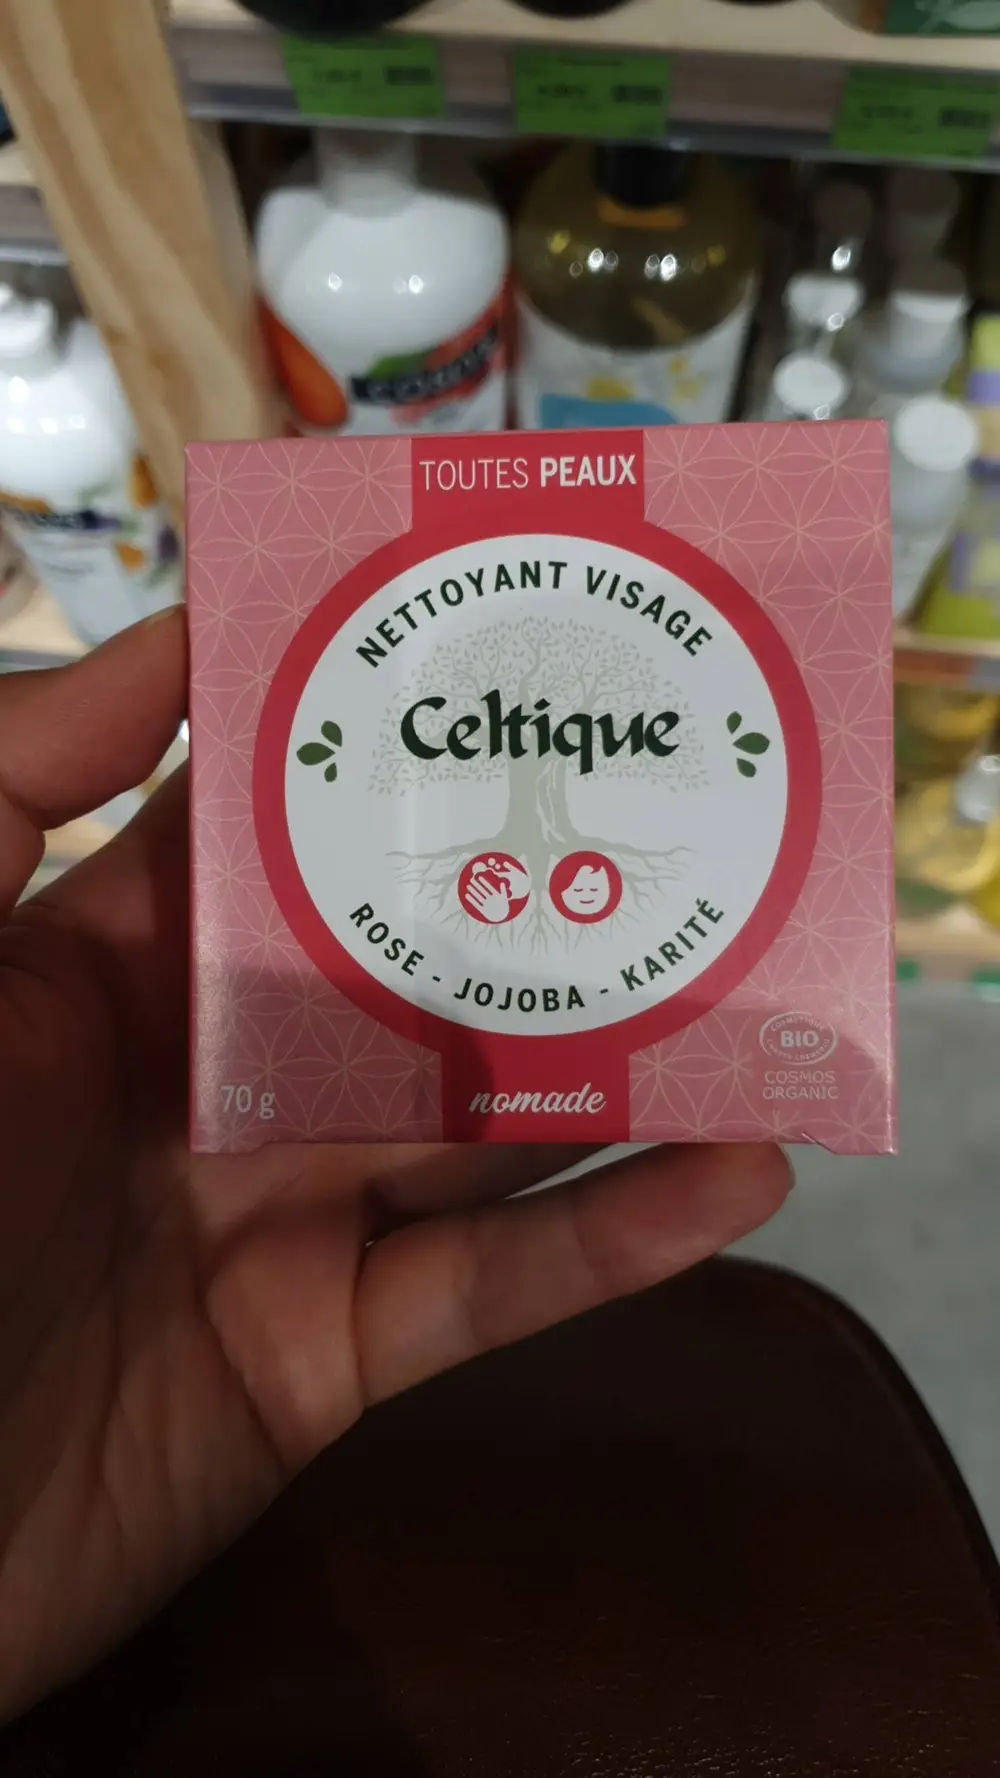 TOUTES PEAUX
NETTOYANT VISAGE
Celtique
ROSE - JOJOBA - KARITÉ
nomade
70 g
BIO
COSMOS
ORGANIC